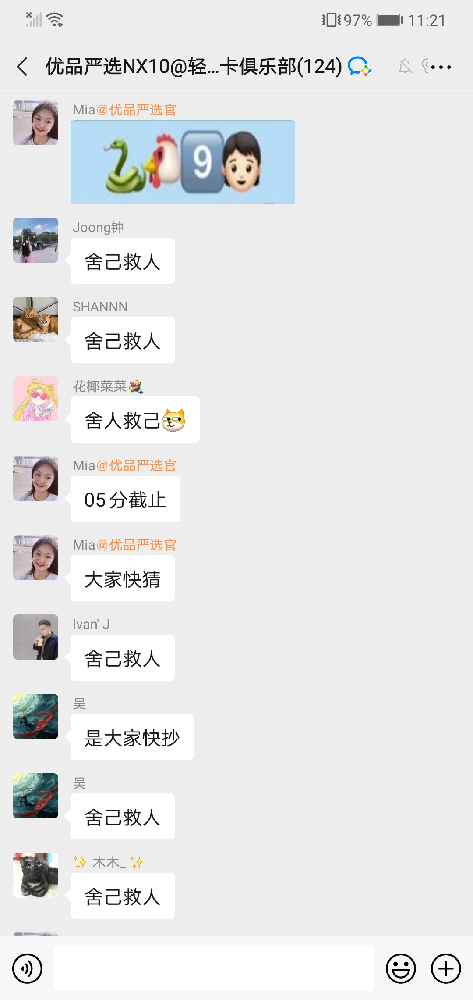 97% 11:21
优品严选NX10@轻...卡俱乐部(124)
Mia@优品严选官
9
Joong钟
舍己救人
SHANNN
舍己救人
花椰菜菜💐
舍人救己
Mia@优品严选官
05分截止
Mia@优品严选官
大家快猜
Ivan' J
舍己救人
吴
是大家快抄
吴
舍己救人
✨ 木木_ ✨
舍己救人